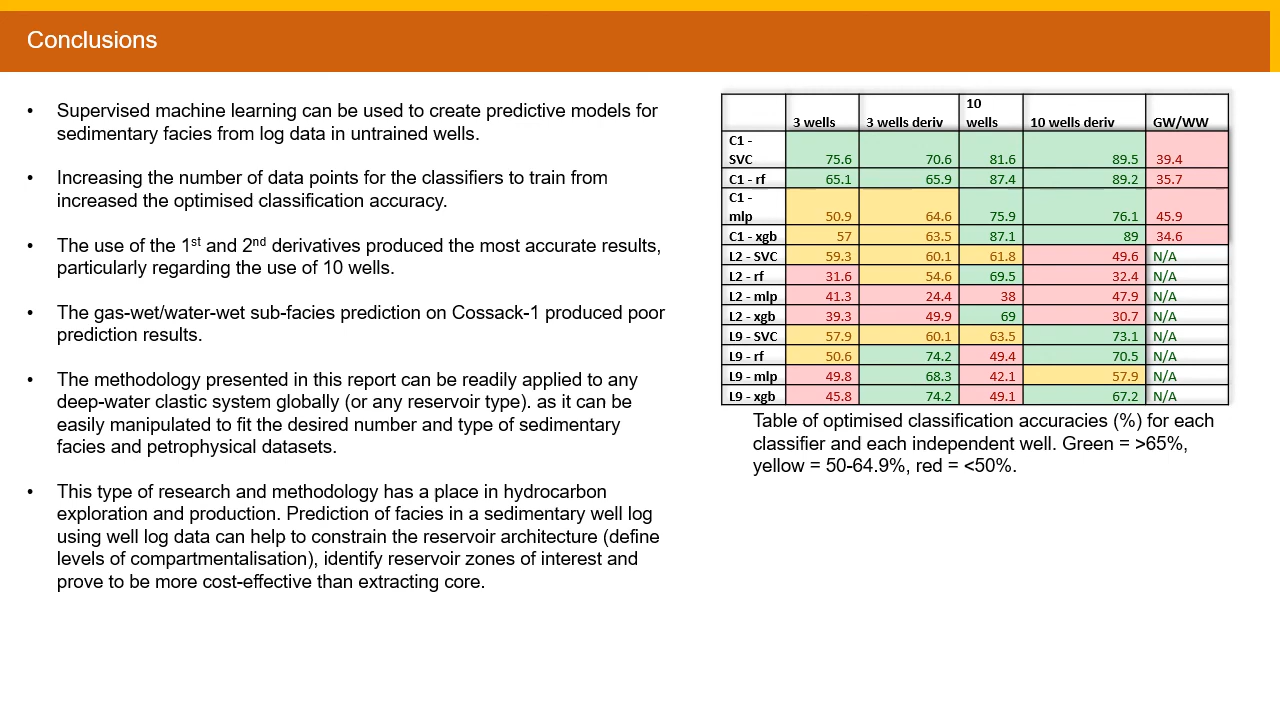 Conclusions
• Supervised machine learning can be used to create predictive models for
sedimentary facies from log data in untrained wells.
• Increasing the number of data points for the classifiers to train from
increased the optimised classification accuracy.
• The use of the 1st and 2nd derivatives produced the most accurate results,
particularly regarding the use of 10 wells.
• The gas-wet/water-wet sub-facies prediction on Cossack-1 produced poor
prediction results.
• The methodology presented in this report can be readily applied to any
deep-water clastic system globally (or any reservoir type). as it can be
easily manipulated to fit the desired number and type of sedimentary
facies and petrophysical datasets.
• This type of research and methodology has a place in hydrocarbon
exploration and production. Prediction of facies in a sedimentary well log
using well log data can help to constrain the reservoir architecture (define
levels of compartmentalisation), identify reservoir zones of interest and
prove to be more cost-effective than extracting core.
3 wells 3 wells deriv 10 wells 10 wells deriv GW/WW
C1 - SVC 75.6 70.6 81.6 89.5 39.4
C1 - rf 65.1 65.9 87.4 89.2 35.7
C1 - mlp 50.9 64.6 75.9 76.1 45.9
C1 - xgb 57 63.5 87.1 89 34.6
L2 - SVC 59.3 60.1 61.8 49.6 N/A
L2 - rf 31.6 54.6 69.5 32.4 N/A
L2 - mlp 41.3 24.4 38 47.9 N/A
L2 - xgb 39.3 49.9 69 30.7 N/A
L9 - SVC 57.9 60.1 63.5 73.1 N/A
L9 - rf 50.6 74.2 49.4 70.5 N/A
L9 - mlp 49.8 68.3 42.1 57.9 N/A
L9 - xgb 45.8 74.2 49.1 67.2 N/A
Table of optimised classification accuracies (%) for each
classifier and each independent well. Green = >65%,
yellow = 50-64.9%, red = <50%.